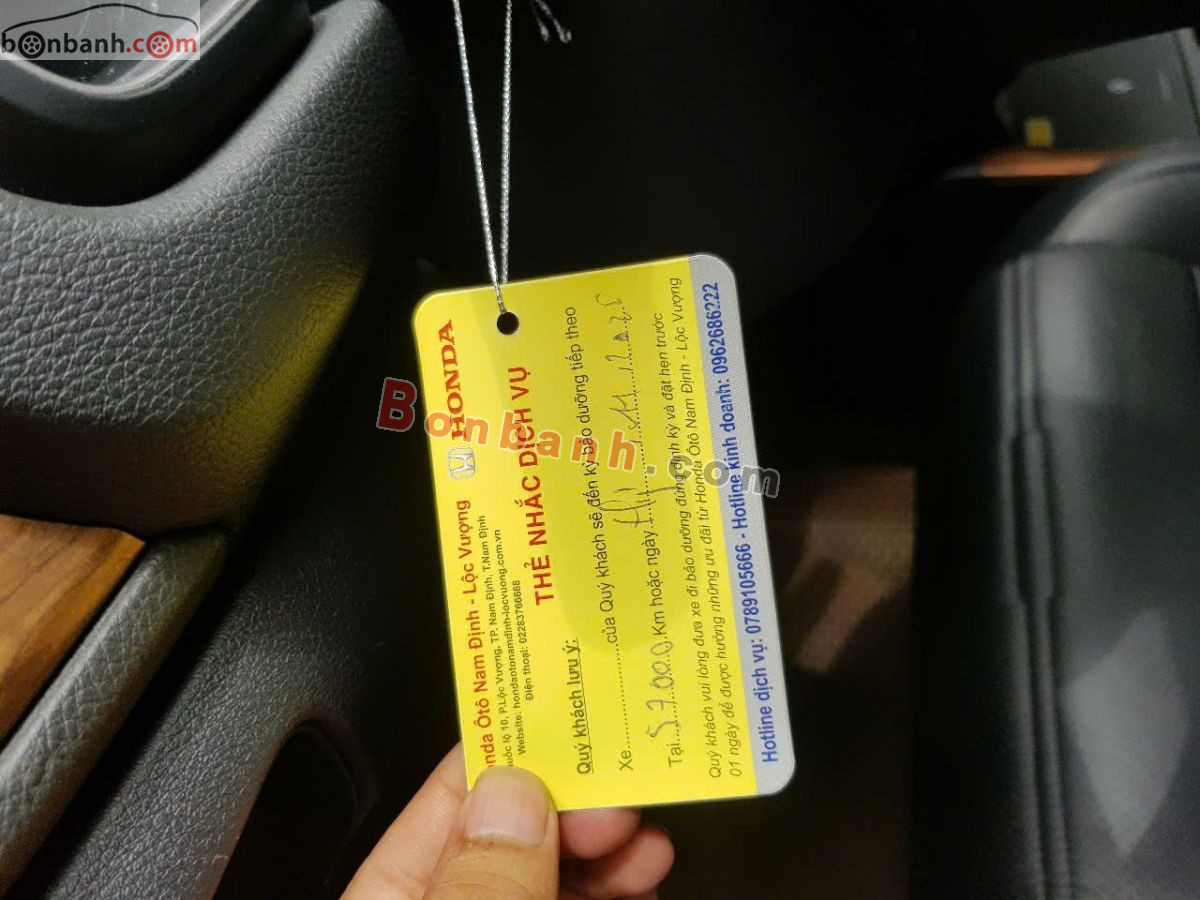 bonbanh.com
Honda Ôtô Nam Định - Lộc Vượng
HONDA
Quốc lộ 10, P.Lộc Vượng, TP. Nam Định, T.Nam Định
Website: hondaotonamdinh-locvuong.com.vn
Điện thoại: 02283766668
THẺ NHẮC DỊCH VỤ
Quý khách lưu ý:
Xe....................của Quý khách sẽ đến kỳ bảo dưỡng tiếp theo
Tại...57000.Km hoặc ngày
Quý khách vui lòng đưa xe đi bảo dưỡng đúng định kỳ và đặt hẹn trước
01 ngày để được hưởng những ưu đãi từ Honda Ôtô Nam Định - Lộc Vượng
Hotline dịch vụ: 0789105666 - Hotline kinh doanh: 0962686222
Bonbanh.com